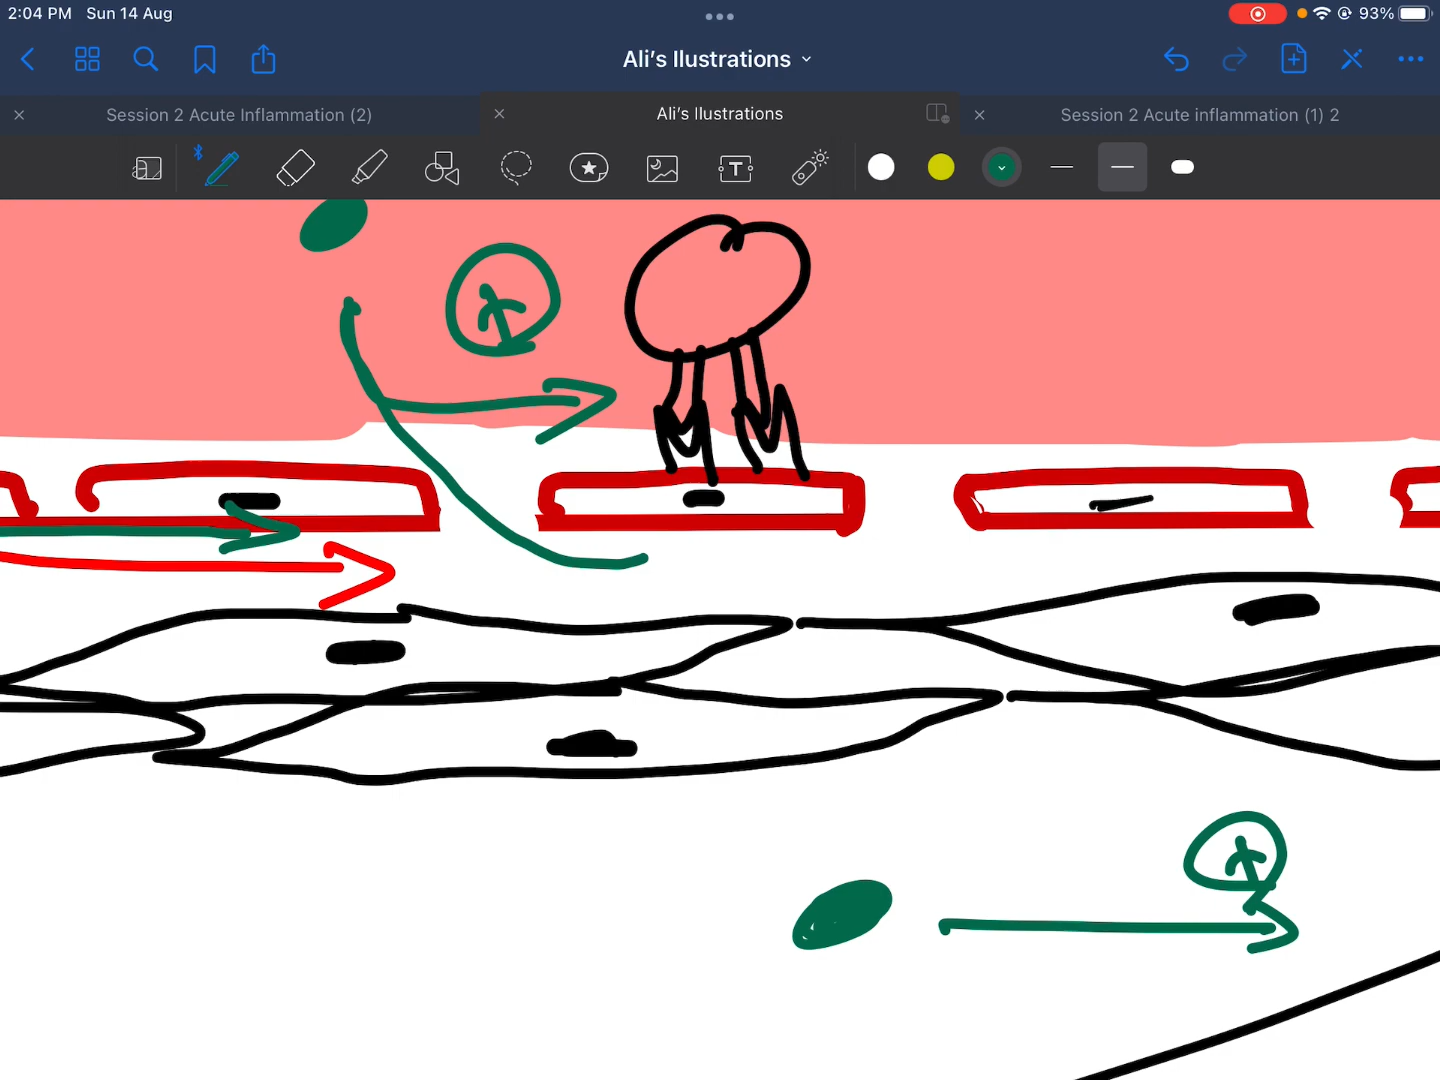 2:04 PM Sun 14 Aug
93%
Ali's Ilustrations
Session 2 Acute Inflammation (2)
Ali's Ilustrations
Session 2 Acute inflammation (1) 2